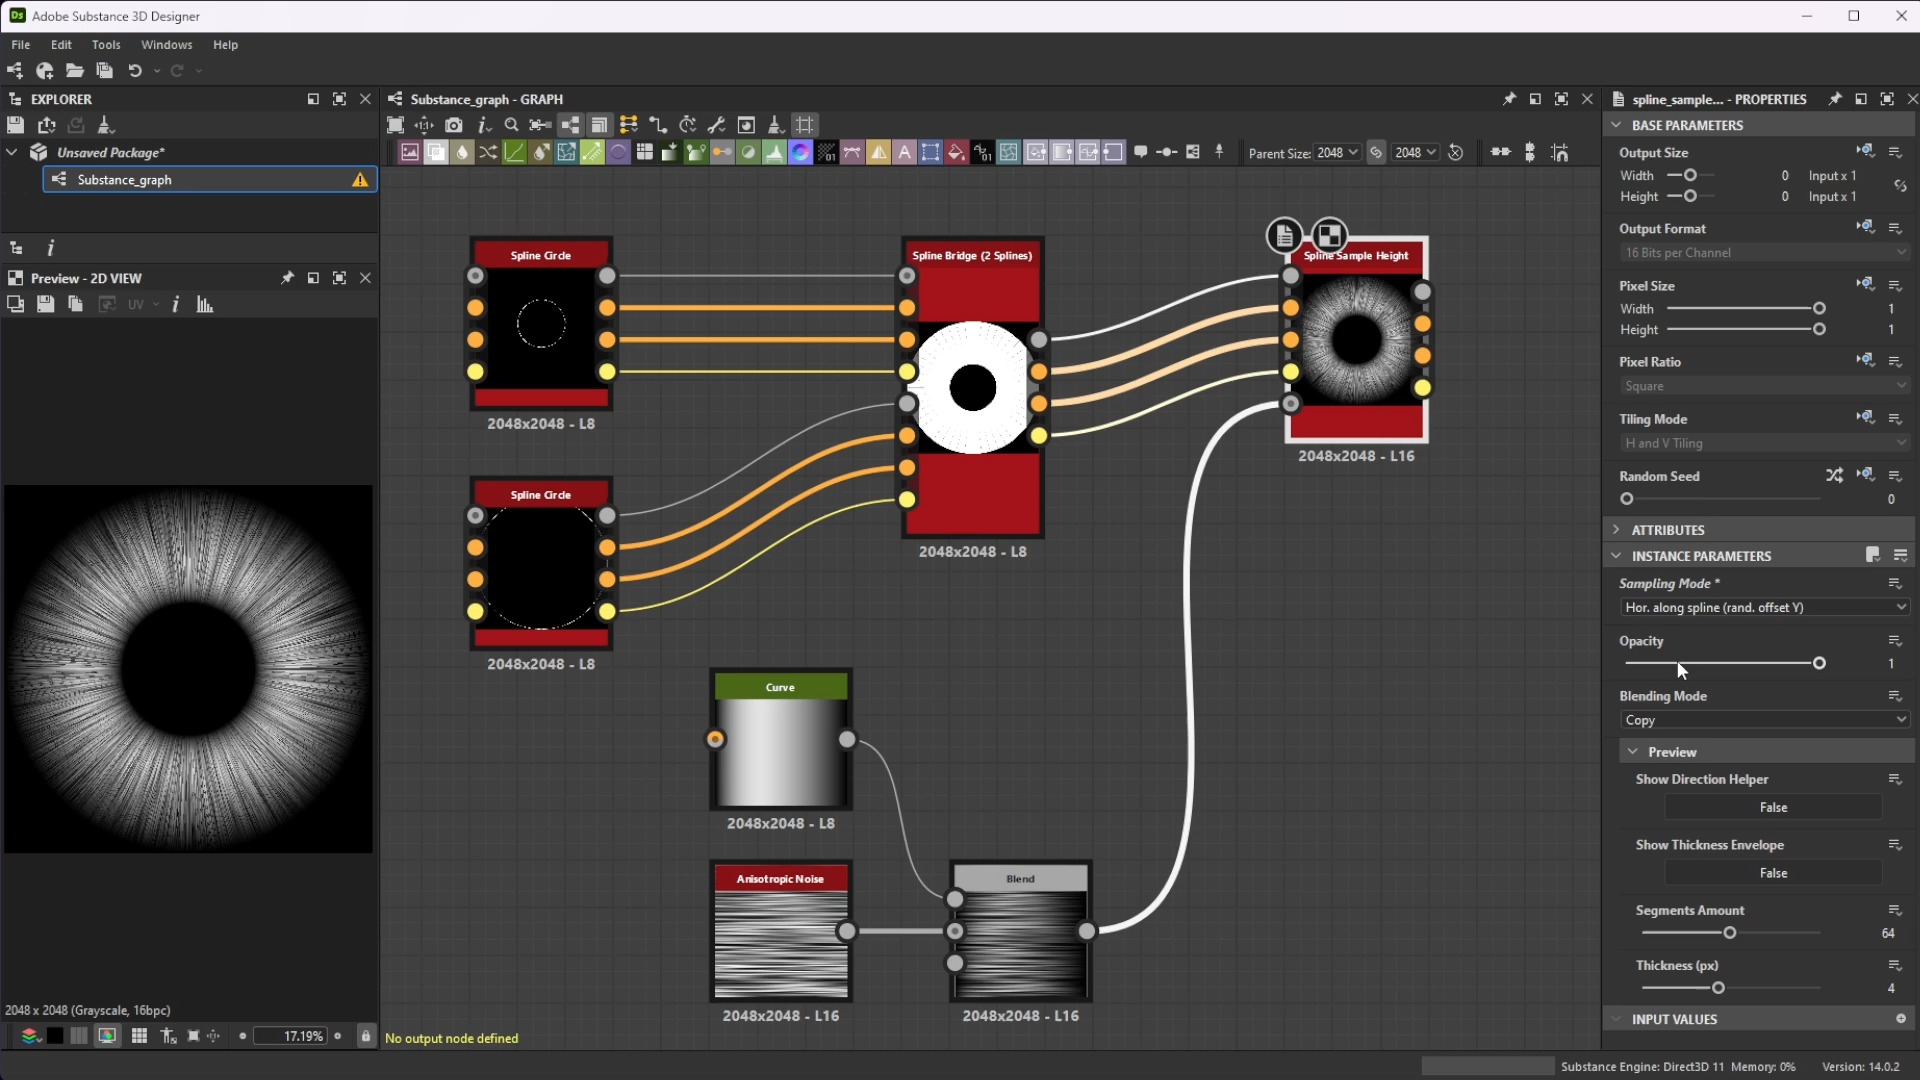 Ds Adobe Substance 3D Designer
File Edit Tools Windows Help
EXPLORER
Unsaved Package*
Substance_graph
Preview - 2D VIEW
UV
2048 x 2048 (Grayscale, 16bpc)
17.19%
Substance_graph - GRAPH
Parent Size: 2048 2048
Spline Circle
2048x2048 - L8
Spline Bridge (2 Splines)
2048x2048 - L8
Spline Sample Height
2048x2048 - L16
Spline Circle
2048x2048 - L8
Curve
2048x2048 - L8
Anisotropic Noise
2048x2048 - L16
Blend
2048x2048 - L16
No output node defined
spline_sample... - PROPERTIES
BASE PARAMETERS
Output Size
Width 0 Input x 1
Height 0 Input x 1
Output Format
16 Bits per Channel
Pixel Size
Width 1
Height 1
Pixel Ratio
Square
Tiling Mode
H and V Tiling
Random Seed
0
ATTRIBUTES
INSTANCE PARAMETERS
Sampling Mode *
Hor. along spline (rand. offset Y)
Opacity
1
Blending Mode
Copy
Preview
Show Direction Helper
False
Show Thickness Envelope
False
Segments Amount
64
Thickness (px)
4
INPUT VALUES
Substance Engine: Direct3D 11 Memory: 0% Version: 14.0.2